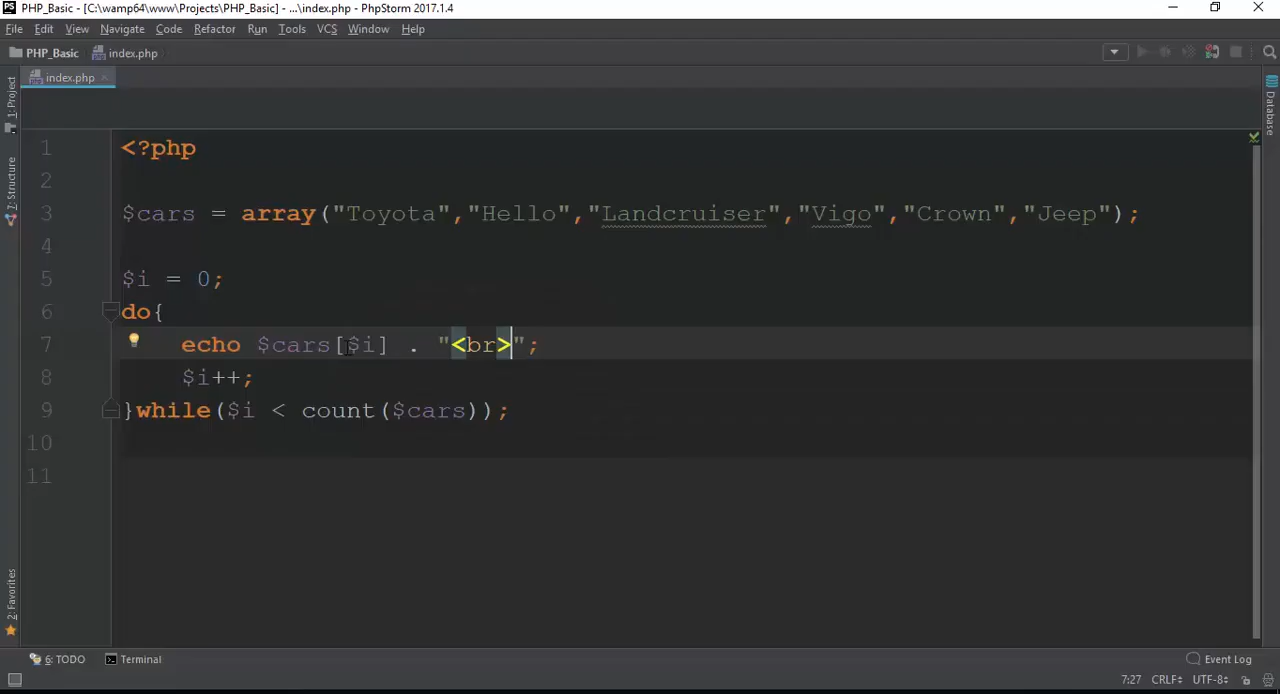 PS PHP_Basic - [C:\wamp64\www\Projects\PHP_Basic] - ...\index.php - PhpStorm 2017.1.4
File Edit View Navigate Code Refactor Run Tools VCS Window Help
PHP_Basic index.php
index.php
1: Project
7: Structure
2: Favorites
Database
1 <?php
2
3 $cars = array("Toyota","Hello","Landcruiser","Vigo","Crown","Jeep");
4
5 $i = 0;
6 do{
7 echo $cars[$i] . "<br>";
8 $i++;
9 }while($i < count($cars));
10
11
6: TODO Terminal Event Log
7:27 CRLF UTF-8